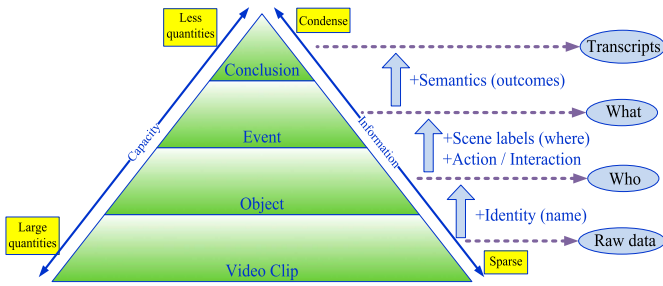 Less
quantities
Condense
Transcripts
Conclusion
+Semantics (outcomes)
What
Capacity
Information
Event
+Scene labels (where)
+Action / Interaction
Who
Object
+Identity (name)
Large
quantities
Raw data
Video Clip
Sparse